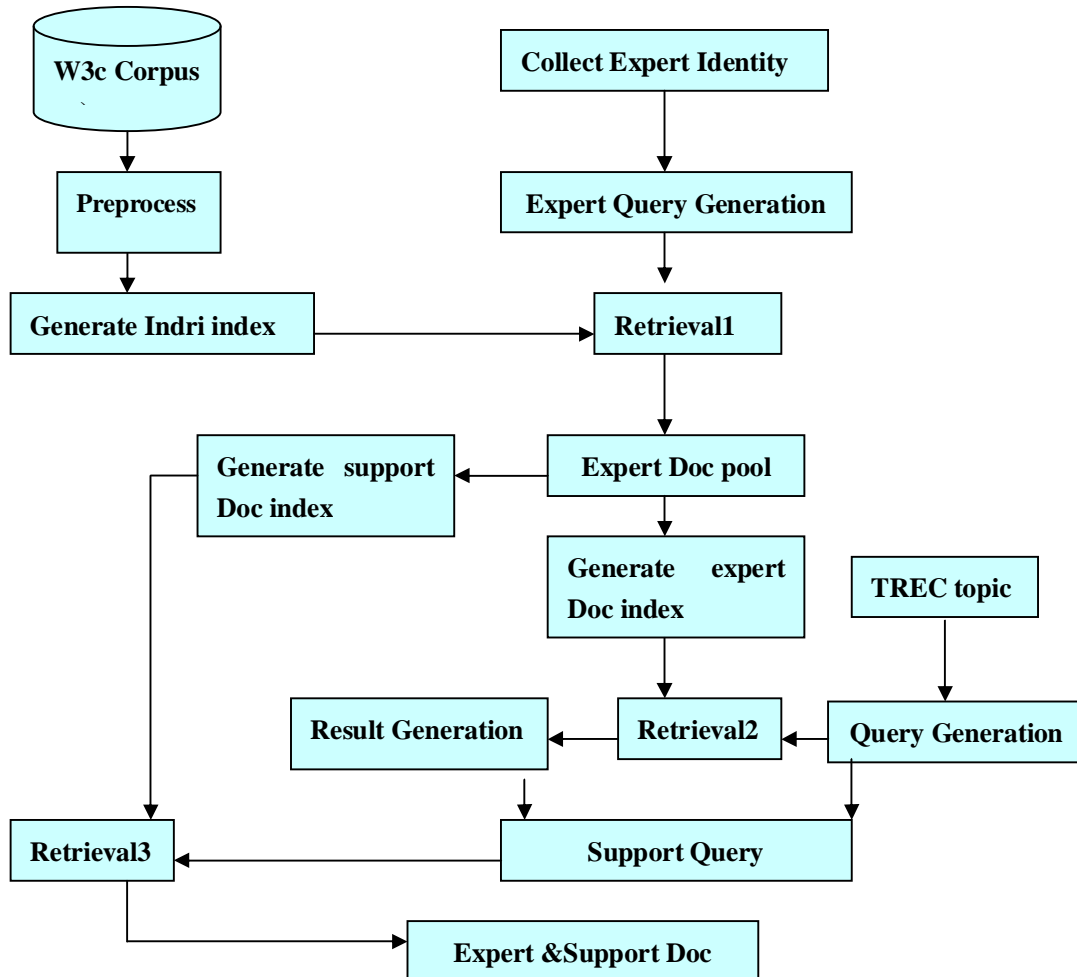 W3c Corpus
Collect Expert Identity
Preprocess
Expert Query Generation
Generate Indri index
Retrieval1
Generate support
Doc index
Expert Doc pool
Generate expert
Doc index
TREC topic
Result Generation
Retrieval2
Query Generation
Retrieval3
Support Query
Expert &Support Doc